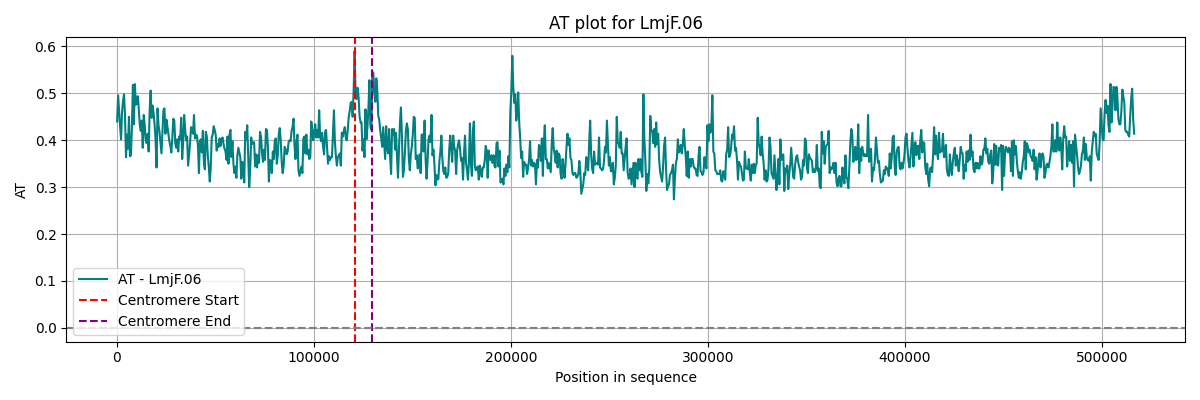 AT plot for LmjF.06
AT
0.6
0.5
0.4
0.3
0.2
0.1
0.0
AT - LmjF.06
Centromere Start
Centromere End
0 100000 200000 300000 400000 500000
Position in sequence